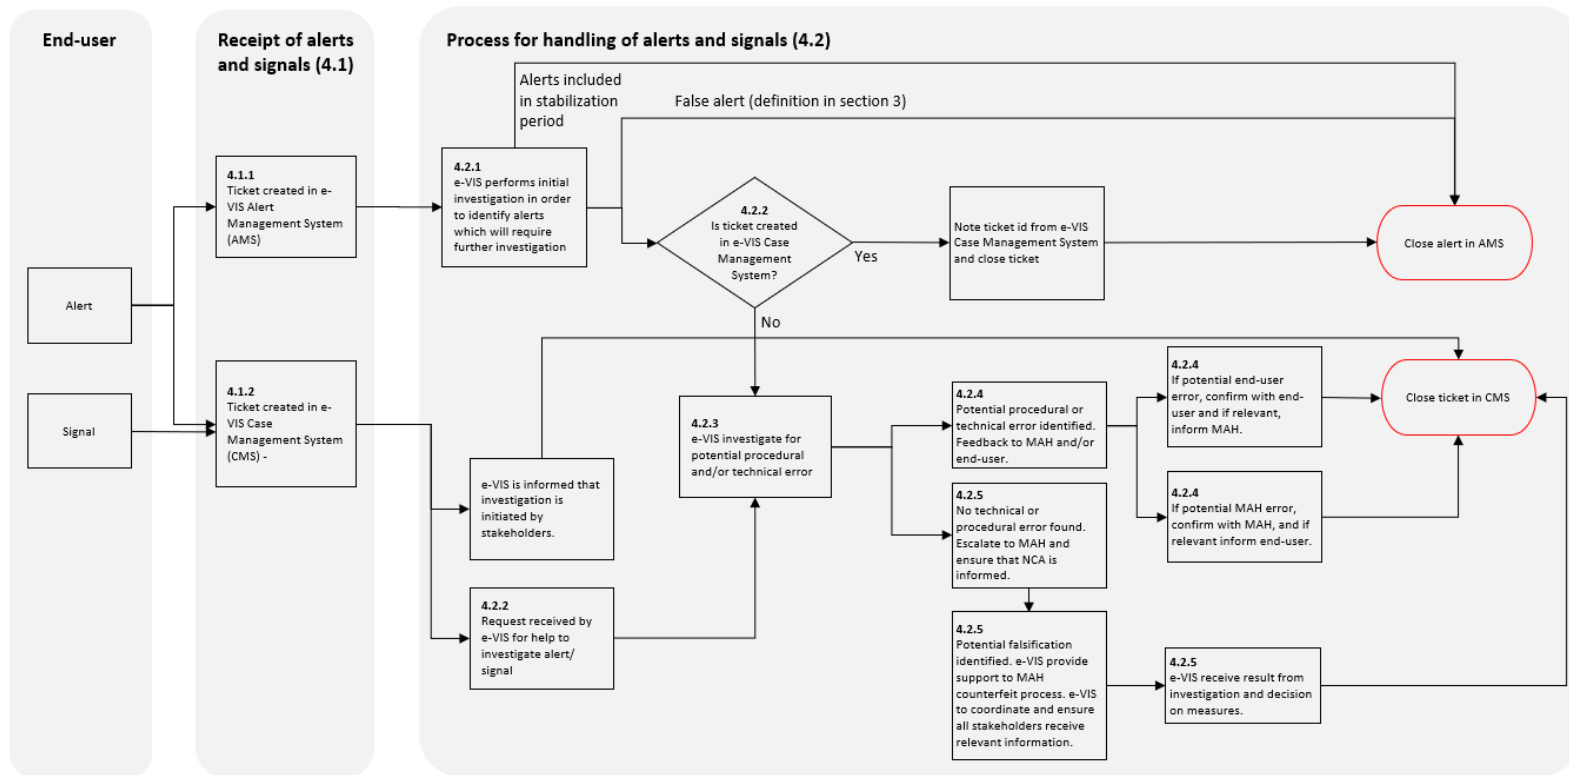 End-user
Receipt of alerts
and signals (4.1)
Process for handling of alerts and signals (4.2)
Alerts included
in stabilization
period
False alert (definition in section 3)
4.1.1
Ticket created in e-
VIS Alert
Management System
(AMS)
4.2.1
e-VIS performs initial
investigation in order
to identify alerts
which will require
further investigation
4.2.2
Is ticket created
in e-VIS Case
Management
System?
Yes
Note ticket id from e-VIS
Case Management System
and close ticket
Close alert in AMS
Alert
No
4.1.2
Ticket created in e-
VIS Case
Management System
(CMS) -
Signal
4.2.3
e-VIS investigate for
potential procedural
and/or technical error
4.2.4
Potential procedural or
technical error identified.
Feedback to MAH and/or
end-user.
4.2.4
If potential end-user
error, confirm with end-
user and if relevant,
inform MAH.
Close ticket in CMS
e-VIS is informed that
investigation is
initiated by
stakeholders.
4.2.5
No technical or
procedural error found.
Escalate to MAH and
ensure that NCA is
informed.
4.2.4
If potential MAH error,
confirm with MAH, and if
relevant inform end-user.
4.2.2
Request received by
e-VIS for help to
investigate alert/
signal
4.2.5
Potential falsification
identified. e-VIS provide
support to MAH
counterfeit process. e-VIS
to coordinate and ensure
all stakeholders receive
relevant information.
4.2.5
e-VIS receive result from
investigation and decision
on measures.